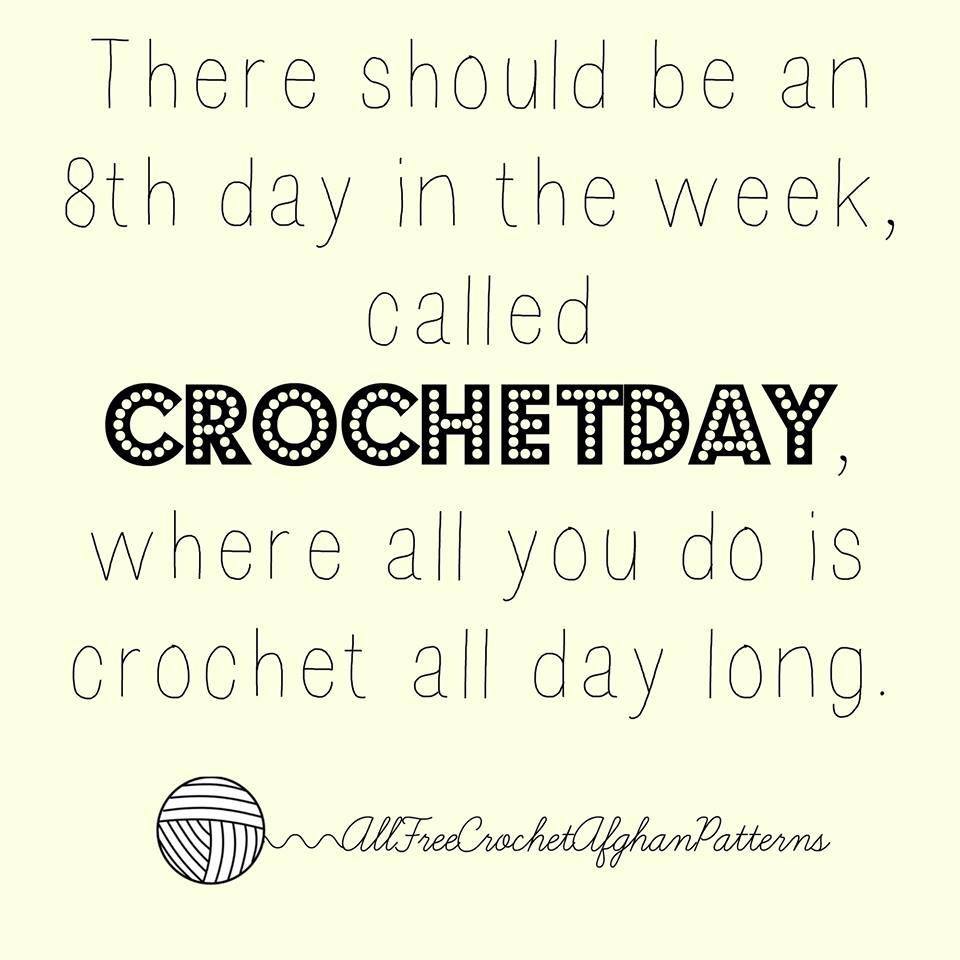 There should be an
8th day in the week,
called
CROCHETDAY,
where all you do is
crochet all day long.
AllFreeCrochetAfghanPatterns